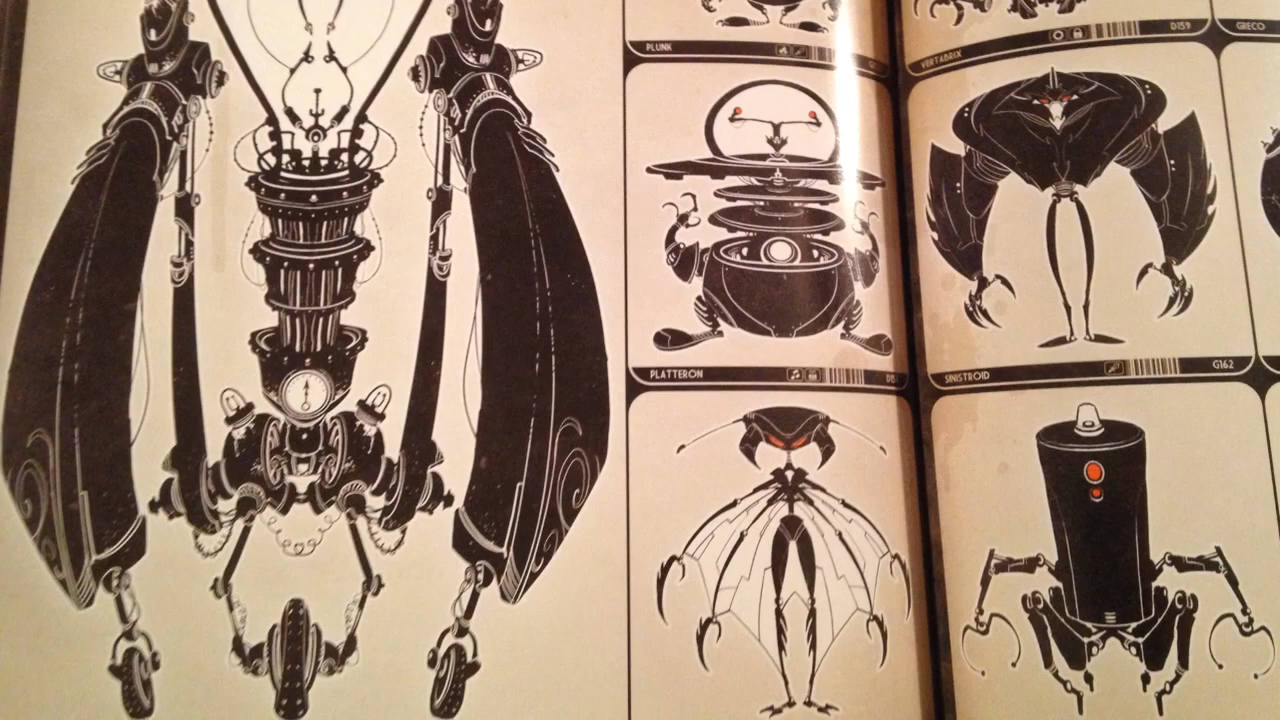 PLUNK
PLATTERON
VERTABRIX
D159
GRECO
SINISTROID
G162